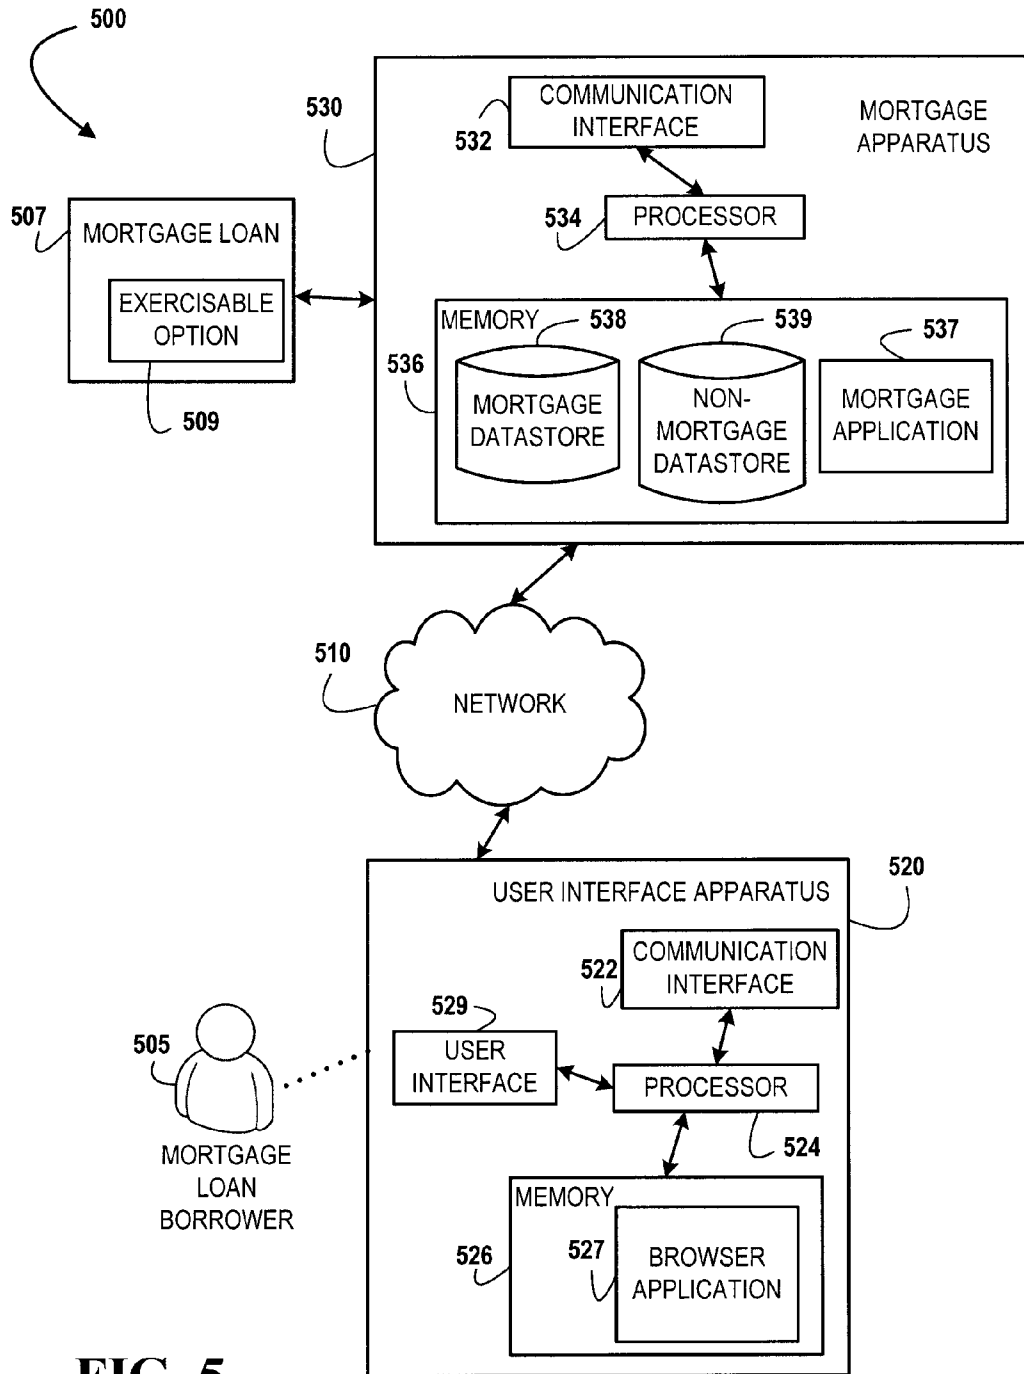 500
530
COMMUNICATION
INTERFACE
532
MORTGAGE
APPARATUS
507
MORTGAGE LOAN
534
PROCESSOR
EXERCISABLE
OPTION
509
MEMORY
538
539
537
536
MORTGAGE
DATASTORE
NON-
MORTGAGE
DATASTORE
MORTGAGE
APPLICATION
510
NETWORK
520
USER INTERFACE APPARATUS
522
COMMUNICATION
INTERFACE
529
USER
INTERFACE
505
PROCESSOR
524
MORTGAGE
LOAN
BORROWER
MEMORY
526
527
BROWSER
APPLICATION
FIG. 5